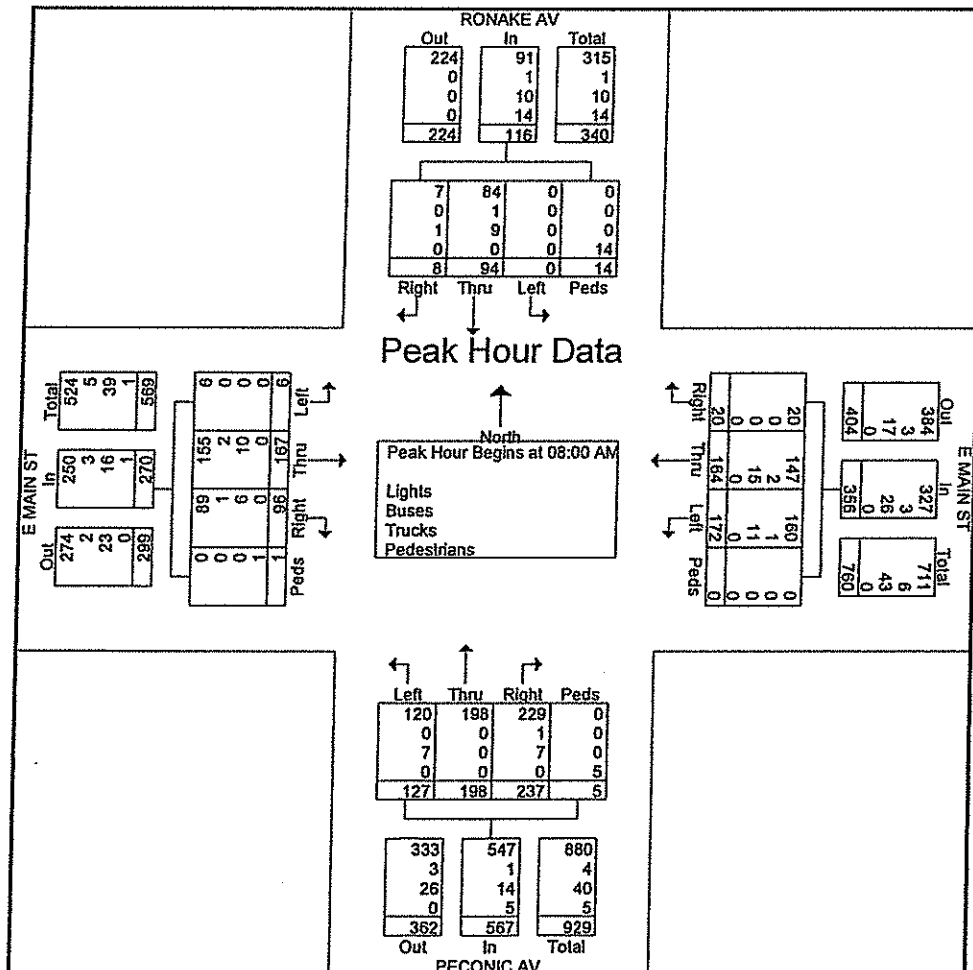 RONAKE AV
Out In Total
224 91 315
0 1 1
0 10 10
0 14 14
224 116 340
7 84 0 0
0 1 0 0
1 9 0 0
0 0 0 14
8 94 0 14
Right Thru Left Peds
Peak Hour Data
North
Peak Hour Begins at 08:00 AM
Lights
Buses
Trucks
Pedestrians
E MAIN ST
Total 524 5 39 1 569
In 250 3 16 1 270
Out 274 2 23 0 299
6 0 0 0 6 Left
155 2 10 0 167 Thru
89 1 6 0 96 Right
0 0 0 1 1 Peds
Right 20 0 0 0 20
Thru 147 2 15 0 164
Left 160 1 11 0 172
Peds 0 0 0 0 0
Out 384 3 17 0 404
In 327 3 26 0 356
Total 711 6 43 0 760
E MAIN ST
Left Thru Right Peds
120 198 229 0
0 0 1 0
7 0 7 0
0 0 0 5
127 198 237 5
333 547 880
3 1 4
26 14 40
0 5 5
362 567 929
Out In Total
PECONIC AV